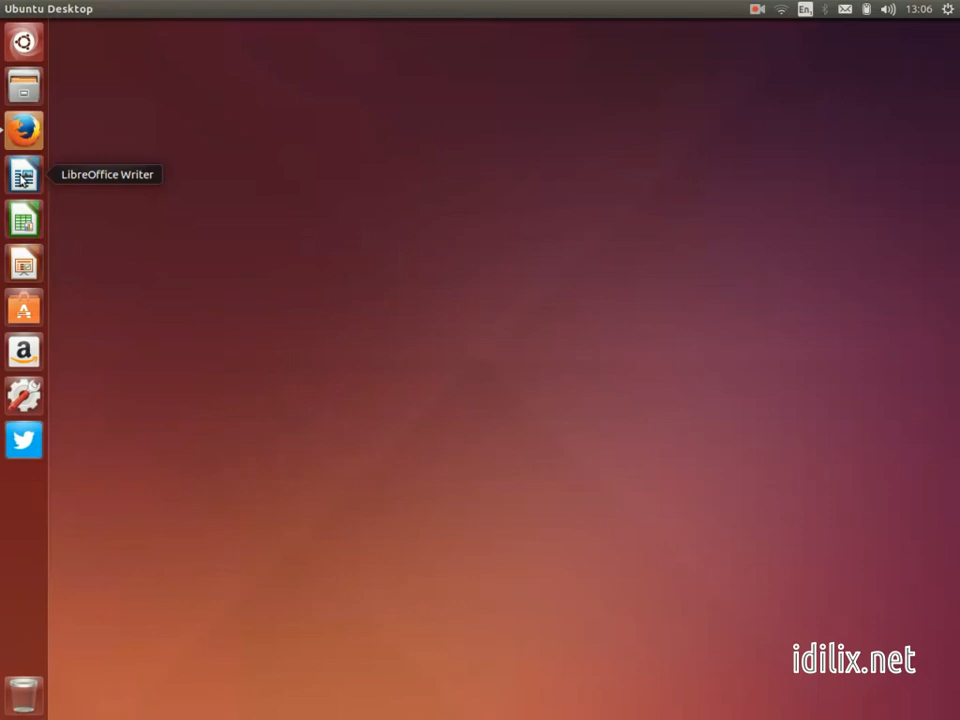 Ubuntu Desktop
En
13:06
LibreOffice Writer
a
idilix.net